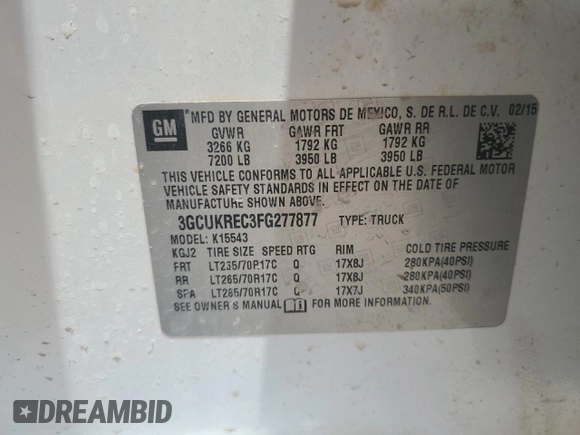 GM
MFD BY GENERAL MOTORS DE MEXICO, S. DE R.L. DE C.V. 02/15
GVWR GAWR FRT GAWR RR
3266 KG 1792 KG 1792 KG
7200 LB 3950 LB 3950 LB
THIS VEHICLE CONFORMS TO ALL APPLICABLE U.S. FEDERAL MOTOR
VEHICLE SAFETY STANDARDS IN EFFECT ON THE DATE OF
MANUFACTURE SHOWN ABOVE.
3GCUKREC3FG277877 TYPE: TRUCK
MODEL: K15543
KGJ2 TIRE SIZE SPEED RTG RIM COLD TIRE PRESSURE
FRT LT265/70R17C Q 17X8J 280KPA(40PSI)
RR LT265/70R17C Q 17X8J 280KPA(40PSI)
SPA LT265/70R17C Q 17X7J 340KPA(50PSI)
SEE OWNER'S MANUAL FOR MORE INFORMATION
DREAMBID